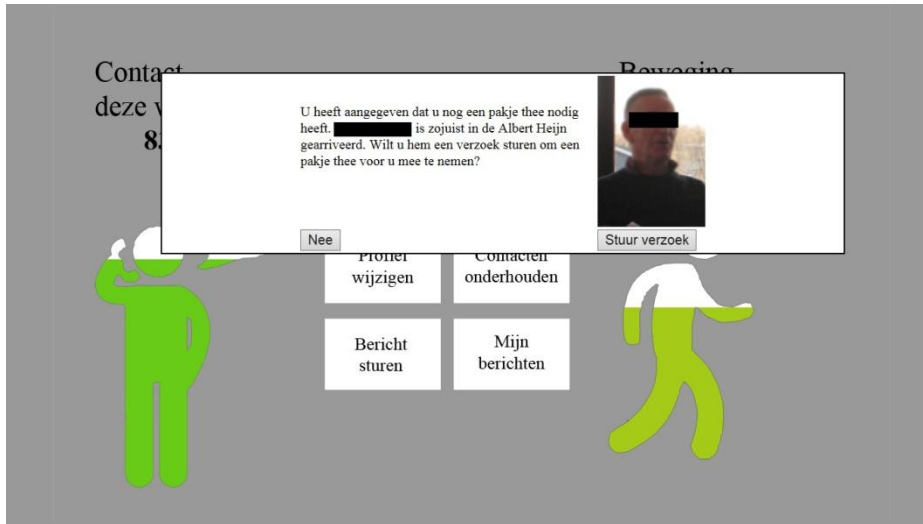 Contact
deze
8
Beweging
U heeft aangegeven dat u nog een pakje thee nodig
heeft. is zojuist in de Albert Heijn
gearriveerd. Wilt u hem een verzoek sturen om een
pakje thee voor u mee te nemen?
Nee
Stuur verzoek
Profiel
wijzigen
Contacten
onderhouden
Bericht
sturen
Mijn
berichten